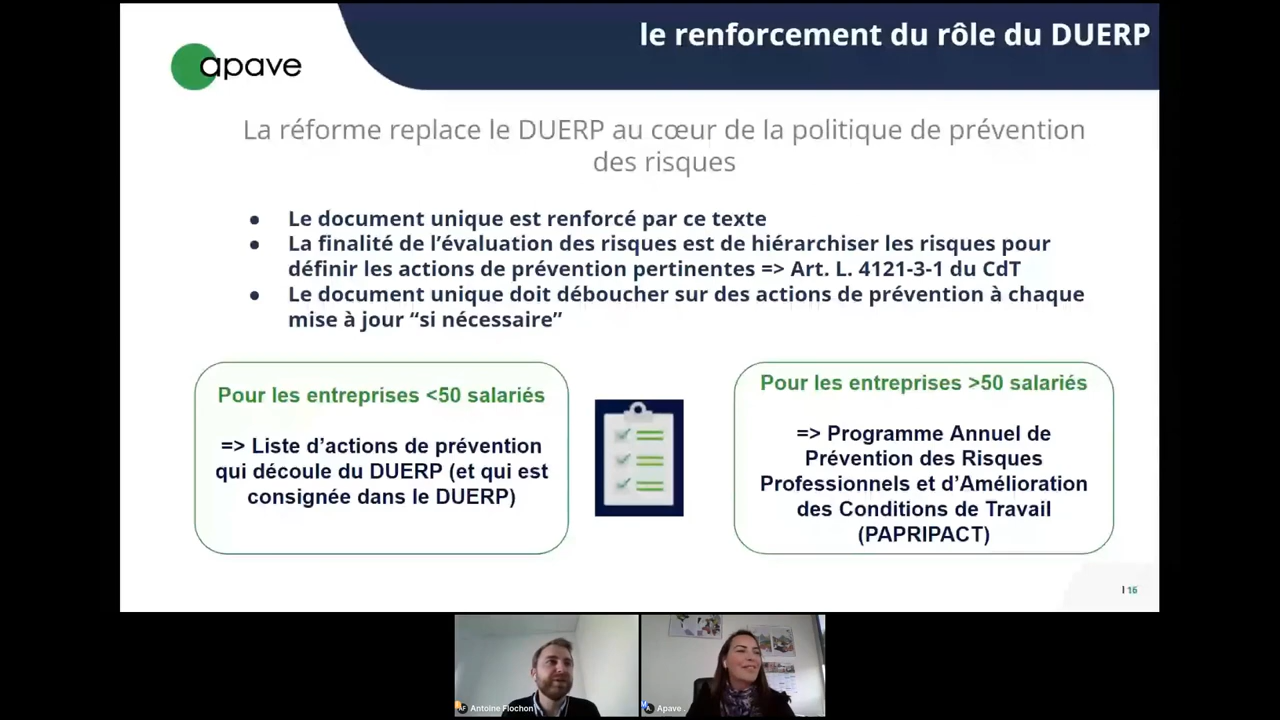 le renforcement du rôle du DUERP
apave
La réforme replace le DUERP au cœur de la politique de prévention
des risques
● Le document unique est renforcé par ce texte
● La finalité de l'évaluation des risques est de hiérarchiser les risques pour
définir les actions de prévention pertinentes => Art. L. 4121-3-1 du CdT
● Le document unique doit déboucher sur des actions de prévention à chaque
mise à jour “si nécessaire”
Pour les entreprises <50 salariés
=> Liste d'actions de prévention
qui découle du DUERP (et qui est
consignée dans le DUERP)
Pour les entreprises >50 salariés
=> Programme Annuel de
Prévention des Risques
Professionnels et d'Amélioration
des Conditions de Travail
(PAPRIPACT)
I 16
AF Antoine Flochon
A. Apave .